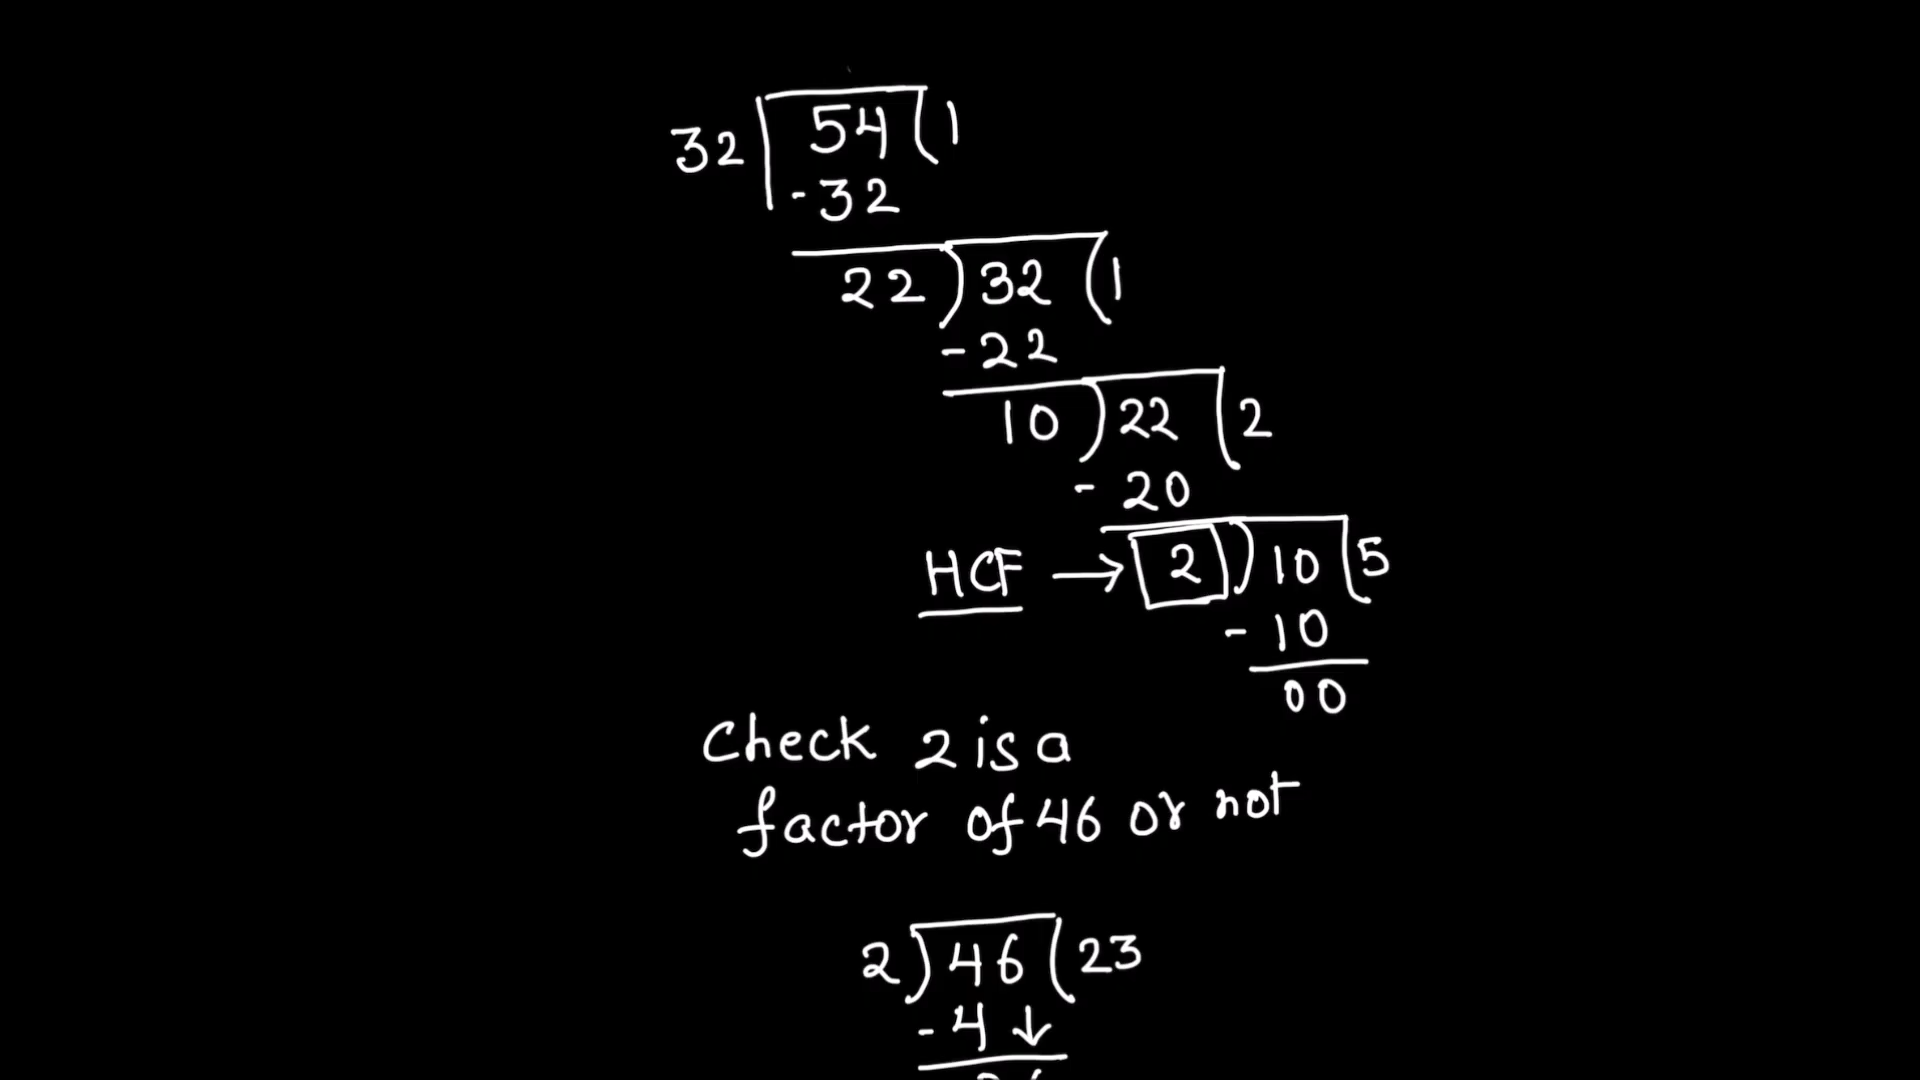 32 54 ( 1
-32
22 ) 32 ( 1
-22
10 ) 22 ( 2
- 20
HCF → 2 ) 10 ( 5
- 10
00
Check 2 is a
factor of 46 or not
2 ) 46 ( 23
- 4 ↓